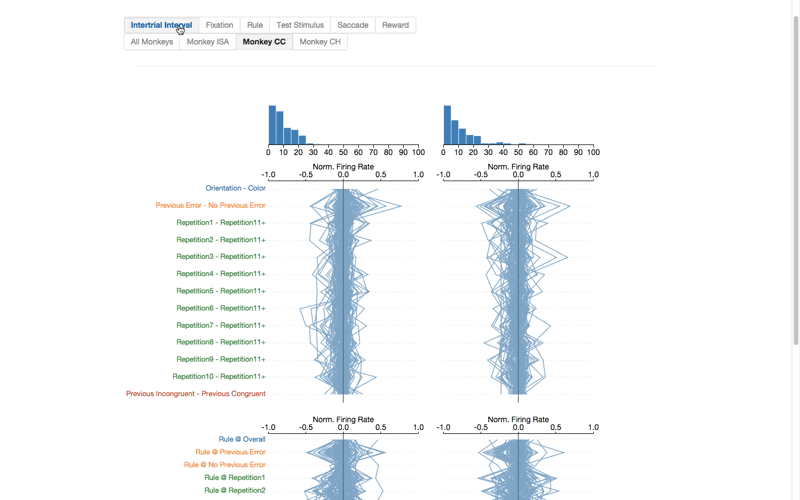 Intertrial Interval Fixation Rule Test Stimulus Saccade Reward
All Monkeys Monkey ISA Monkey CC Monkey CH
0 10 20 30 40 50 60 70 80 90 100 0 10 20 30 40 50 60 70 80 90 100
Norm. Firing Rate Norm. Firing Rate
-1.0 -0.5 0.0 0.5 1.0 -1.0 -0.5 0.0 0.5 1.0
Orientation - Color
Previous Error - No Previous Error
Repetition1 - Repetition11+
Repetition2 - Repetition11+
Repetition3 - Repetition11+
Repetition4 - Repetition11+
Repetition5 - Repetition11+
Repetition6 - Repetition11+
Repetition7 - Repetition11+
Repetition8 - Repetition11+
Repetition9 - Repetition11+
Repetition10 - Repetition11+
Previous Incongruent - Previous Congruent
Norm. Firing Rate Norm. Firing Rate
-1.0 -0.5 0.0 0.5 1.0 -1.0 -0.5 0.0 0.5 1.0
Rule @ Overall
Rule @ Previous Error
Rule @ No Previous Error
Rule @ Repetition1
Rule @ Repetition2